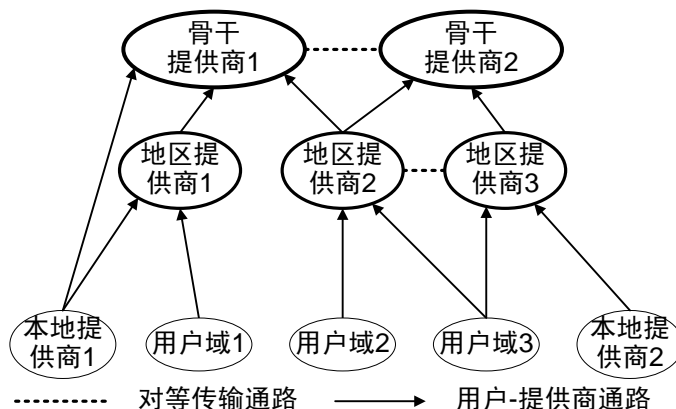 骨干
提供商1
骨干
提供商2
地区提
供商1
地区提
供商2
地区提
供商3
本地提
供商1
用户域1
用户域2
用户域3
本地提
供商2
对等传输通路
用户-提供商通路